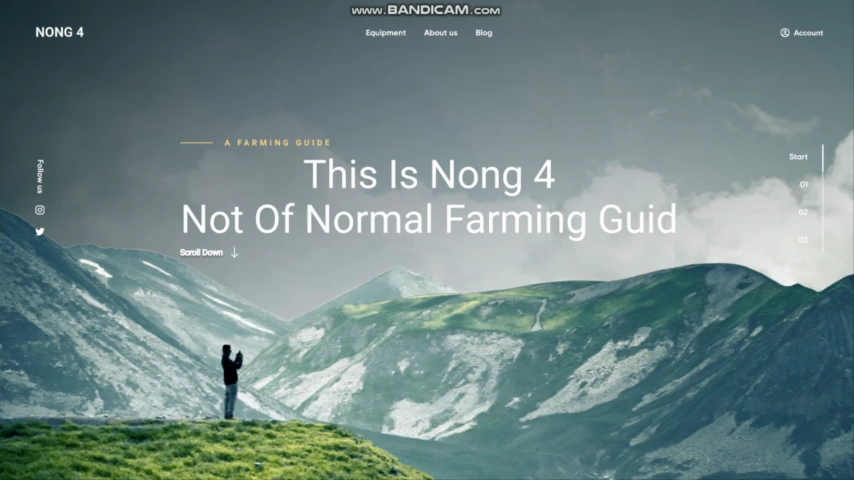 www.BANDICAM.com
NONG 4
Equipment
About us
Blog
Account
A FARMING GUIDE
This Is Nong 4
Not Of Normal Farming Guid
Scroll Down
Follow us
Start
01
02
03